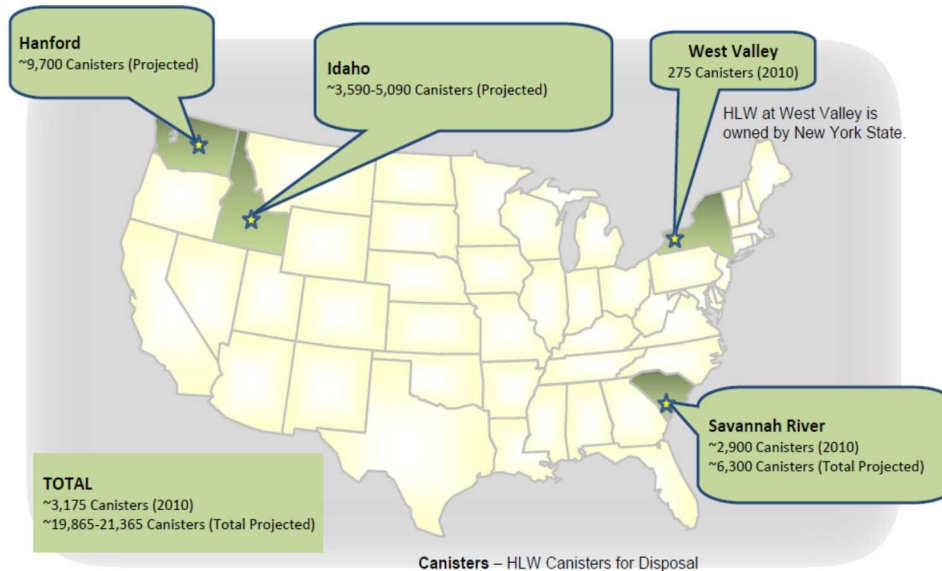 Hanford
~9,700 Canisters (Projected)
Idaho
~3,590-5,090 Canisters (Projected)
West Valley
275 Canisters (2010)
HLW at West Valley is
owned by New York State.
Savannah River
~2,900 Canisters (2010)
~6,300 Canisters (Total Projected)
TOTAL
~3,175 Canisters (2010)
~19,865-21,365 Canisters (Total Projected)
Canisters – HLW Canisters for Disposal